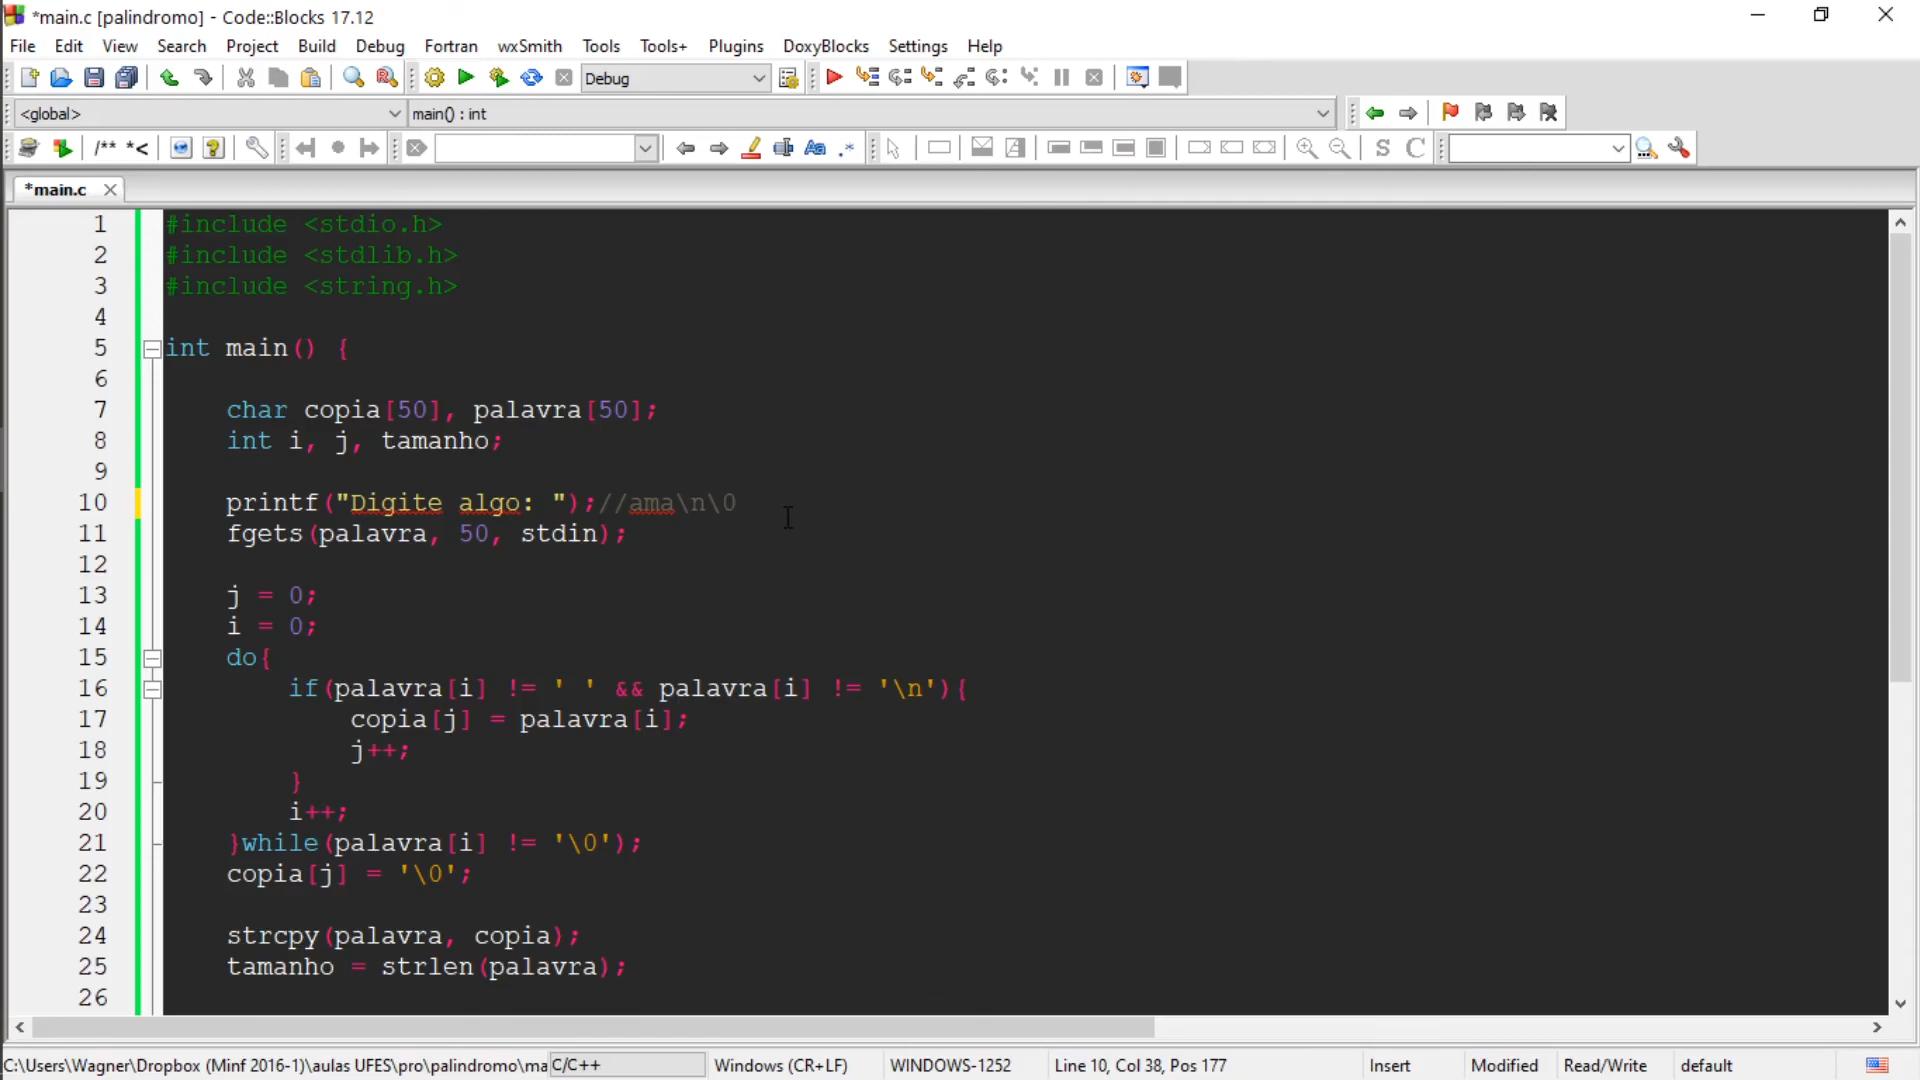 *main.c [palindromo] - Code::Blocks 17.12
File Edit View Search Project Build Debug Fortran wxSmith Tools Tools+ Plugins DoxyBlocks Settings Help
Debug
<global> main() : int
/** *<
S C
*main.c
1 #include <stdio.h>
2 #include <stdlib.h>
3 #include <string.h>
4
5 int main() {
6
7 char copia[50], palavra[50];
8 int i, j, tamanho;
9
10 printf("Digite algo: ");//ama\n\0
11 fgets(palavra, 50, stdin);
12
13 j = 0;
14 i = 0;
15 do{
16 if(palavra[i] != ' ' && palavra[i] != '\n'){
17 copia[j] = palavra[i];
18 j++;
19 }
20 i++;
21 }while(palavra[i] != '\0');
22 copia[j] = '\0';
23
24 strcpy(palavra, copia);
25 tamanho = strlen(palavra);
26
C:\Users\Wagner\Dropbox (Minf 2016-1)\aulas UFES\pro\palindromo\ma C/C++ Windows (CR+LF) WINDOWS-1252 Line 10, Col 38, Pos 177 Insert Modified Read/Write default